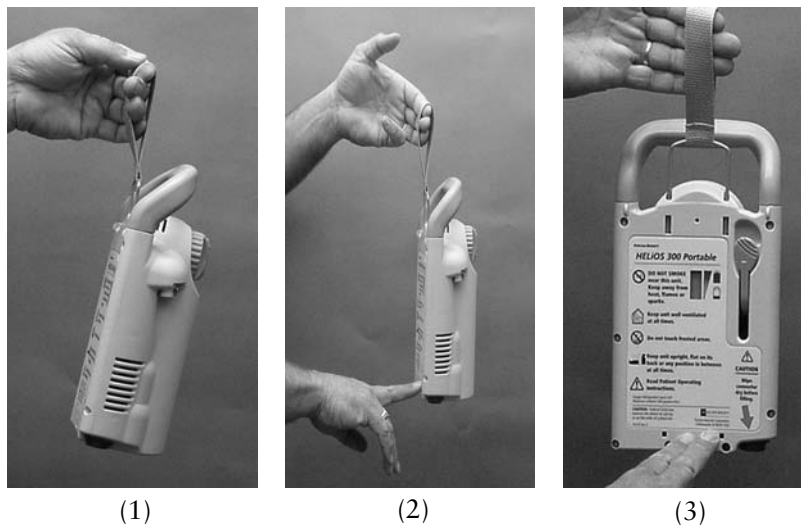 HELiOS 300 Portable
DO NOT SMOKE
near this unit.
Keep away from
heat, flames or
sparks.
Keep unit well ventilated
at all times.
Do not touch frosted areas.
Keep unit upright, flat on its
back or any position in between
at all times.
Read Patient Operating
Instructions.
CAUTION
Wipe
connector
dry before
filling
CAUTION:
(1)
(2)
(3)